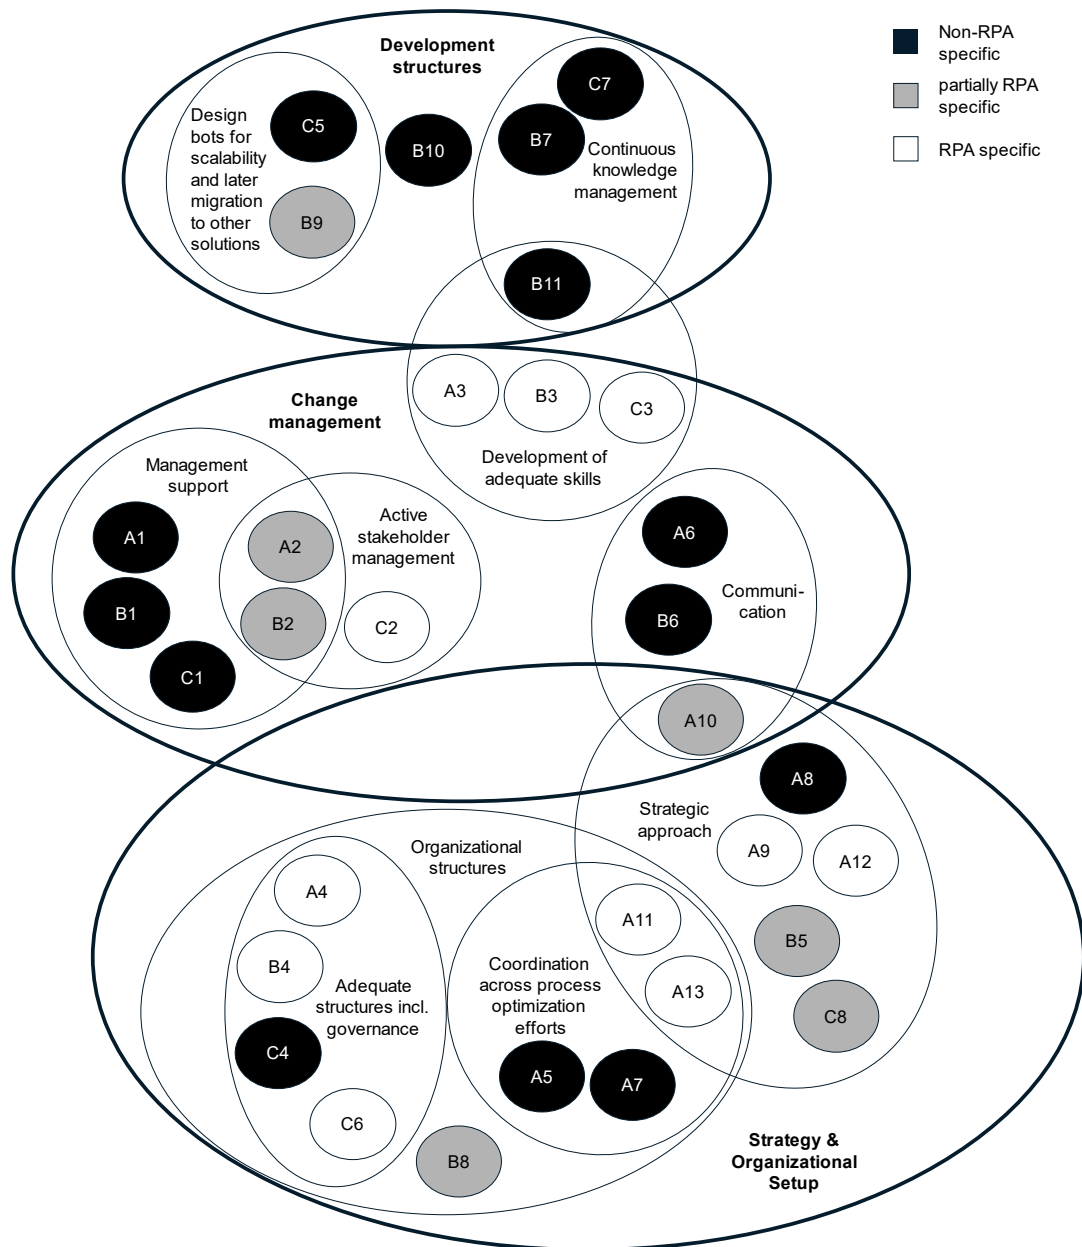 Development
structures
Non-RPA
specific
partially RPA
specific
RPA specific
Design
bots for
scalability
and later
migration
to other
solutions
C5
B9
B10
C7
B7
Continuous
knowledge
management
B11
A3
B3
C3
Development of
adequate skills
Change
management
Management
support
A1
B1
C1
A2
B2
Active
stakeholder
management
C2
A6
B6
Communi-
cation
A10
A8
Strategic
approach
A9
A12
B5
C8
Organizational
structures
A4
B4
Adequate
structures incl.
governance
C4
C6
A11
A13
Coordination
across process
optimization
efforts
A5
A7
B8
Strategy &
Organizational
Setup